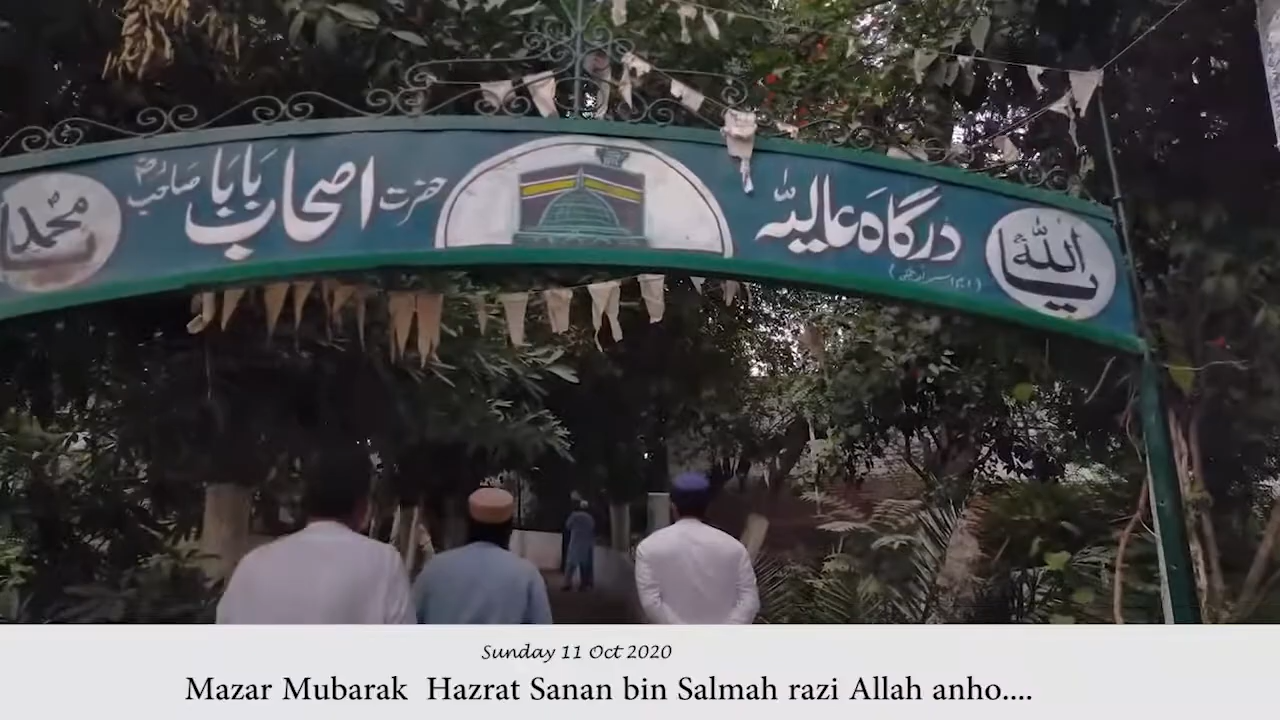 یا اللہ
درگاہ عالیہ
حضرت اصحاب بابا صاحب
یا محمد
Sunday 11 Oct 2020
Mazar Mubarak Hazrat Sanan bin Salmah razi Allah anho....